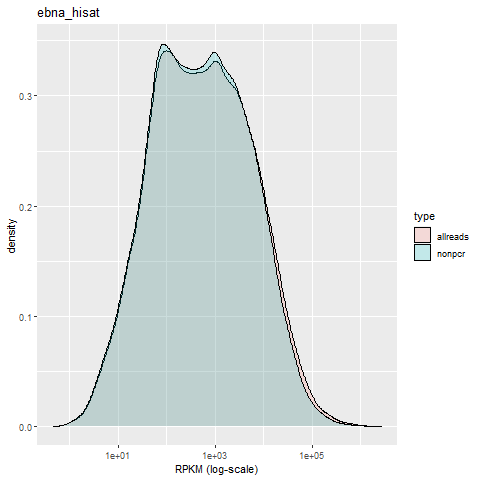 ebna_hisat
density
0.3
0.2
0.1
0.0
1e+01
1e+03
1e+05
RPKM (log-scale)
type
allreads
nonpcr